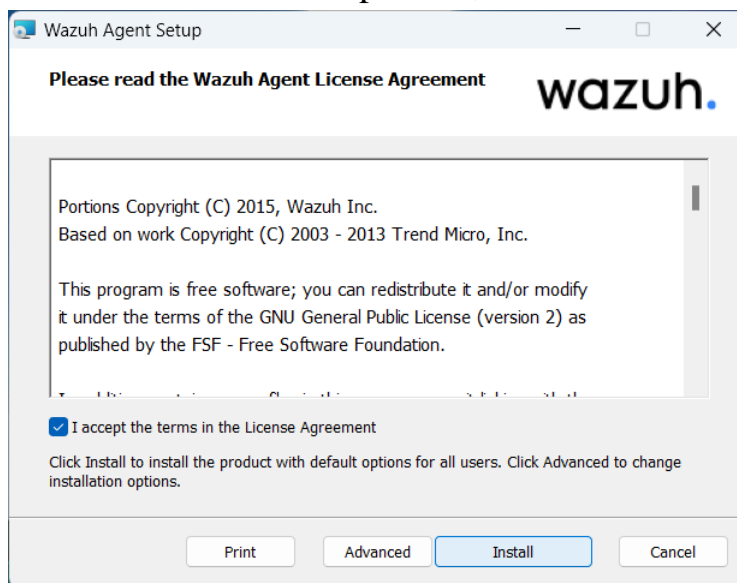 Wazuh Agent Setup
Please read the Wazuh Agent License Agreement
wazuh.
Portions Copyright (C) 2015, Wazuh Inc.
Based on work Copyright (C) 2003 - 2013 Trend Micro, Inc.
This program is free software; you can redistribute it and/or modify
it under the terms of the GNU General Public License (version 2) as
published by the FSF - Free Software Foundation.
I accept the terms in the License Agreement
Click Install to install the product with default options for all users. Click Advanced to change
installation options.
Print
Advanced
Install
Cancel